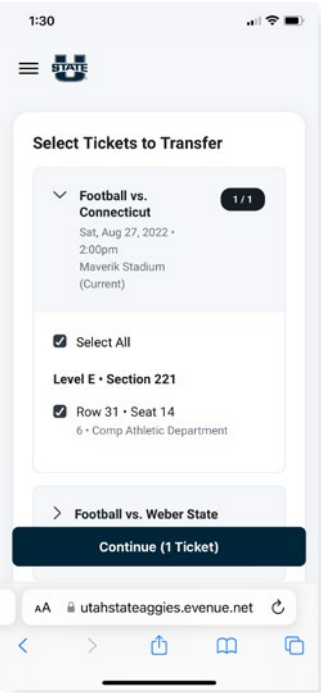 1:30
U
STATE
Select Tickets to Transfer
Football vs.
Connecticut
1 / 1
Sat, Aug 27, 2022 •
2:00pm
Maverik Stadium
(Current)
Select All
Level E • Section 221
Row 31 • Seat 14
6 • Comp Athletic Department
Football vs. Weber State
Continue (1 Ticket)
AA utahstateaggies.evenue.net